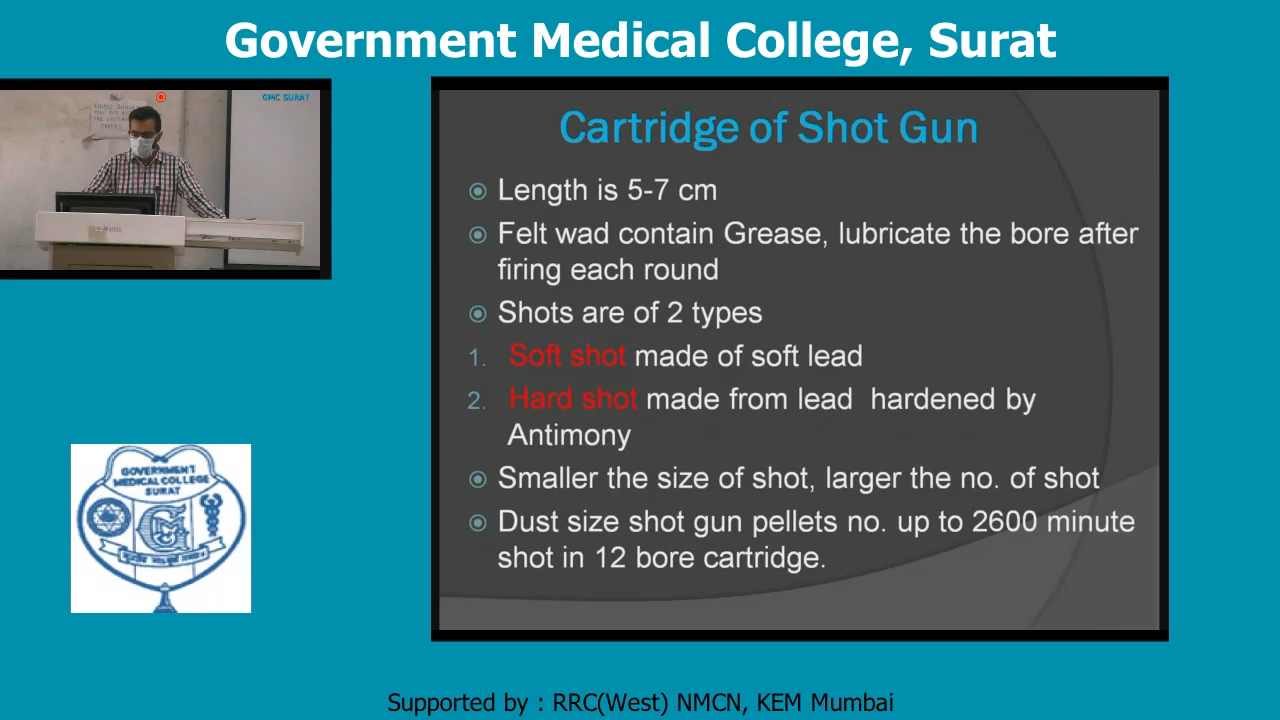 Government Medical College, Surat
GMC SURAT
Cartridge of Shot Gun
Length is 5-7 cm
Felt wad contain Grease, lubricate the bore after
firing each round
Shots are of 2 types
1. Soft shot made of soft lead
2. Hard shot made from lead hardened by
Antimony
Smaller the size of shot, larger the no. of shot
Dust size shot gun pellets no. up to 2600 minute
shot in 12 bore cartridge.
GOVERNMENT
MEDICAL COLLEGE
SURAT
Supported by : RRC(West) NMCN, KEM Mumbai